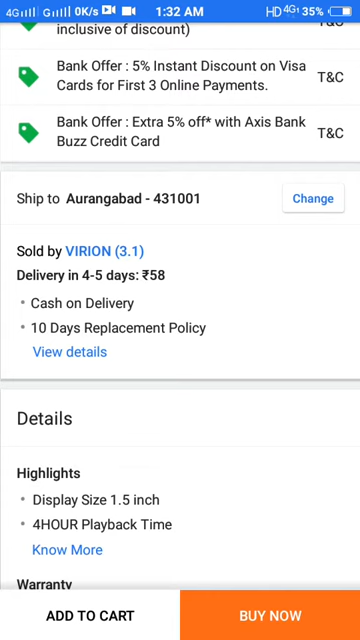 4G G 0K/s 1:32 AM HD 4G 35%
inclusive of discount)
T&C
Bank Offer : 5% Instant Discount on Visa
Cards for First 3 Online Payments.
T&C
Bank Offer : Extra 5% off* with Axis Bank
Buzz Credit Card
T&C
Ship to Aurangabad - 431001
Change
Sold by VIRION (3.1)
Delivery in 4-5 days: ₹58
• Cash on Delivery
• 10 Days Replacement Policy
View details
Details
Highlights
• Display Size 1.5 inch
• 4HOUR Playback Time
Know More
Warranty
ADD TO CART
BUY NOW